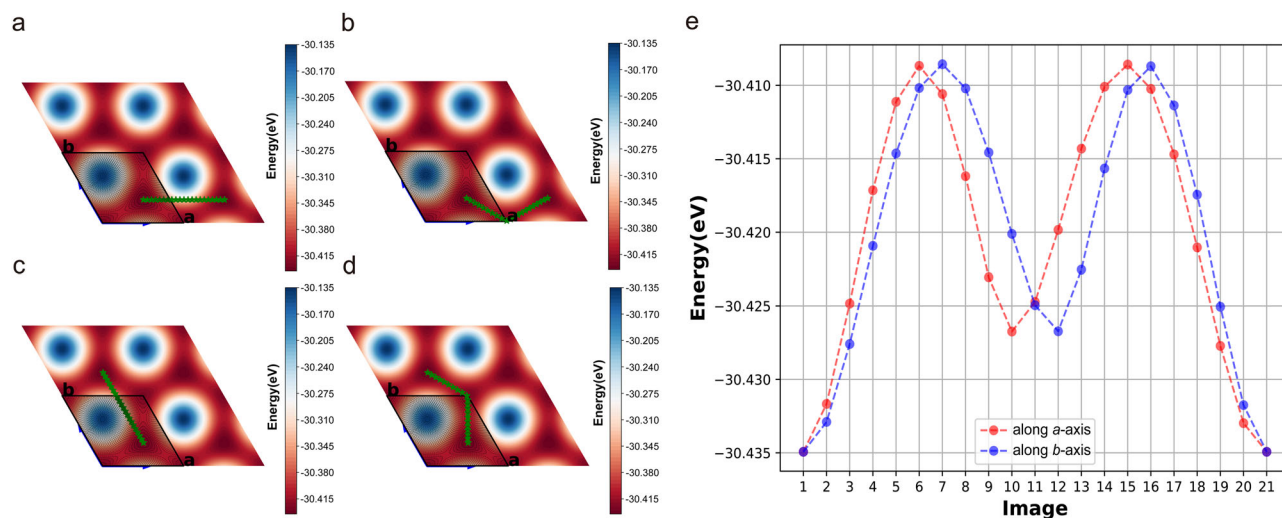 a
-30.135
-30.170
-30.205
-30.240
-30.275
-30.310
-30.345
-30.380
-30.415
Energy(eV)
b
a
b
-30.135
-30.170
-30.205
-30.240
-30.275
-30.310
-30.345
-30.380
-30.415
Energy(eV)
b
a
c
-30.135
-30.170
-30.205
-30.240
-30.275
-30.310
-30.345
-30.380
-30.415
Energy(eV)
b
a
d
-30.135
-30.170
-30.205
-30.240
-30.275
-30.310
-30.345
-30.380
-30.415
Energy(eV)
b
a
e
−30.410
−30.415
−30.420
−30.425
−30.430
−30.435
Energy(eV)
along a-axis
along b-axis
1 2 3 4 5 6 7 8 9 10 11 12 13 14 15 16 17 18 19 20 21
Image